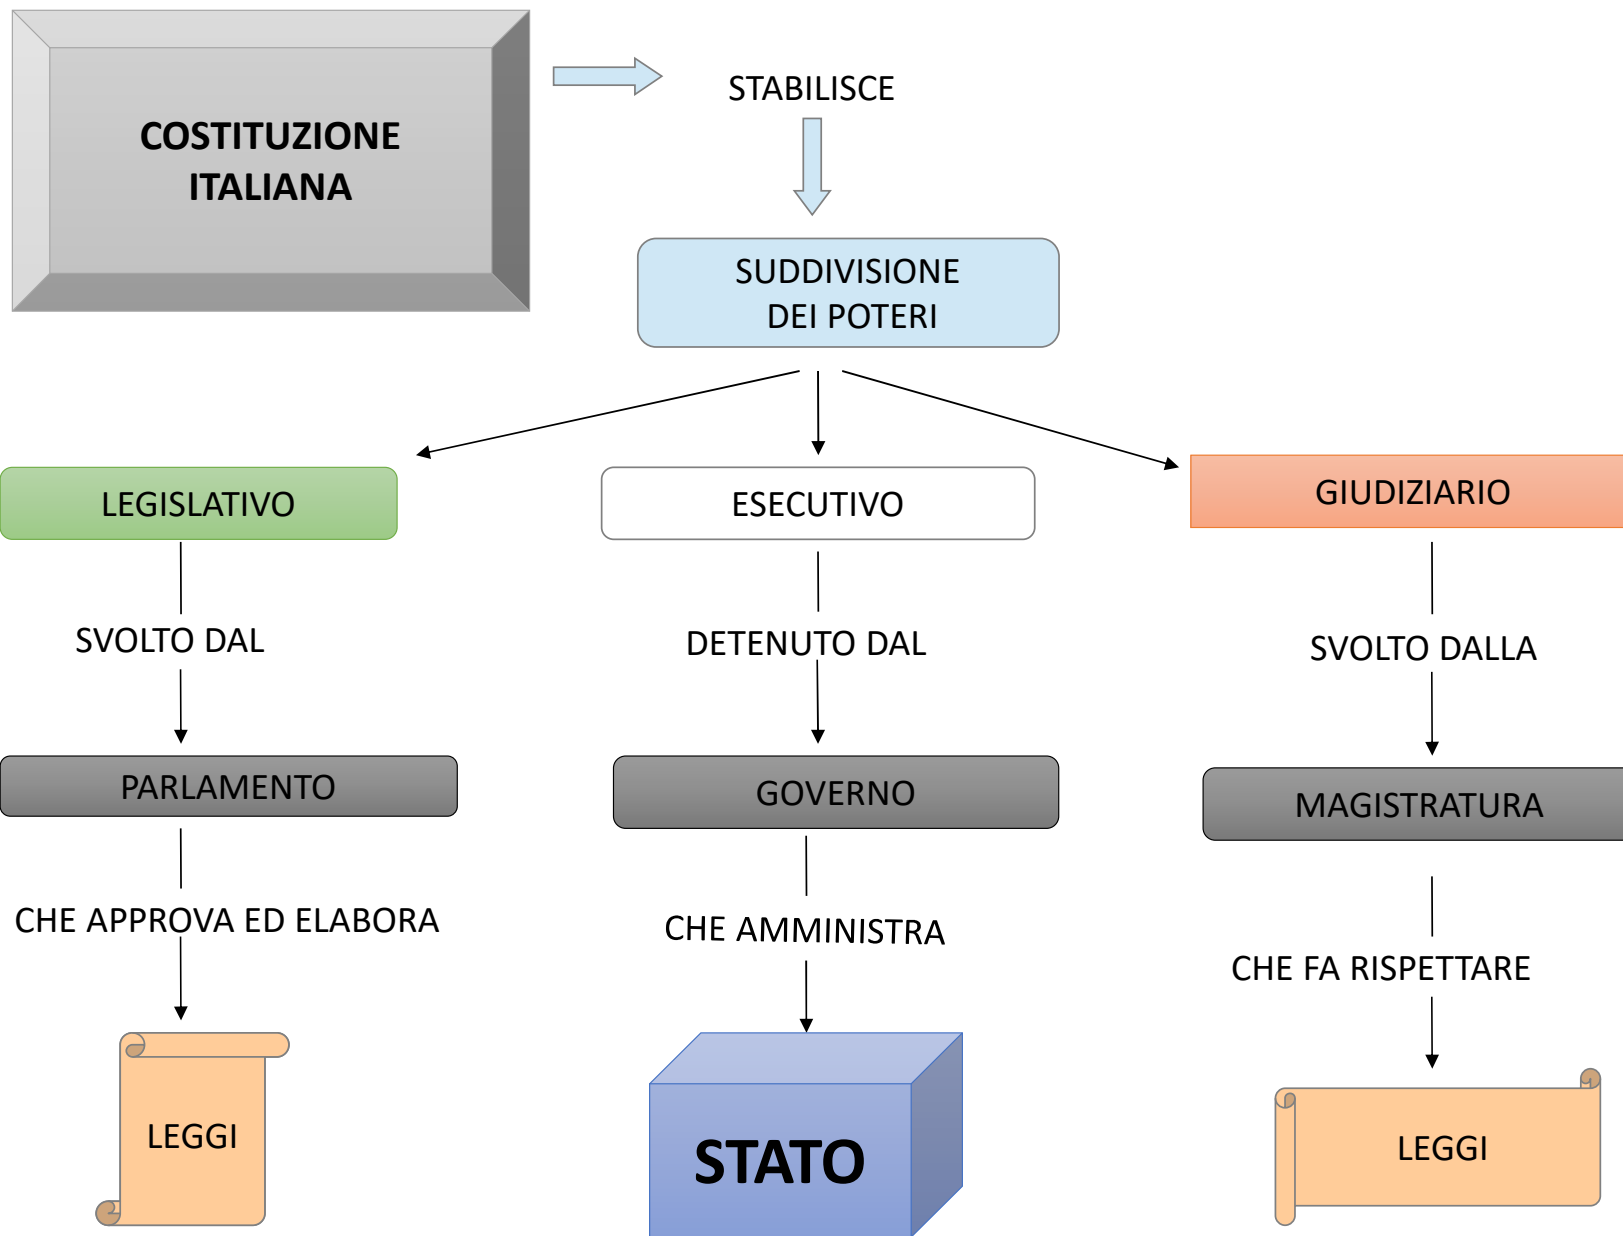 COSTITUZIONE
ITALIANA
STABILISCE
SUDDIVISIONE
DEI POTERI
LEGISLATIVO
ESECUTIVO
GIUDIZIARIO
SVOLTO DAL
DETENUTO DAL
SVOLTO DALLA
PARLAMENTO
GOVERNO
MAGISTRATURA
CHE APPROVA ED ELABORA
CHE AMMINISTRA
CHE FA RISPETTARE
LEGGI
STATO
LEGGI